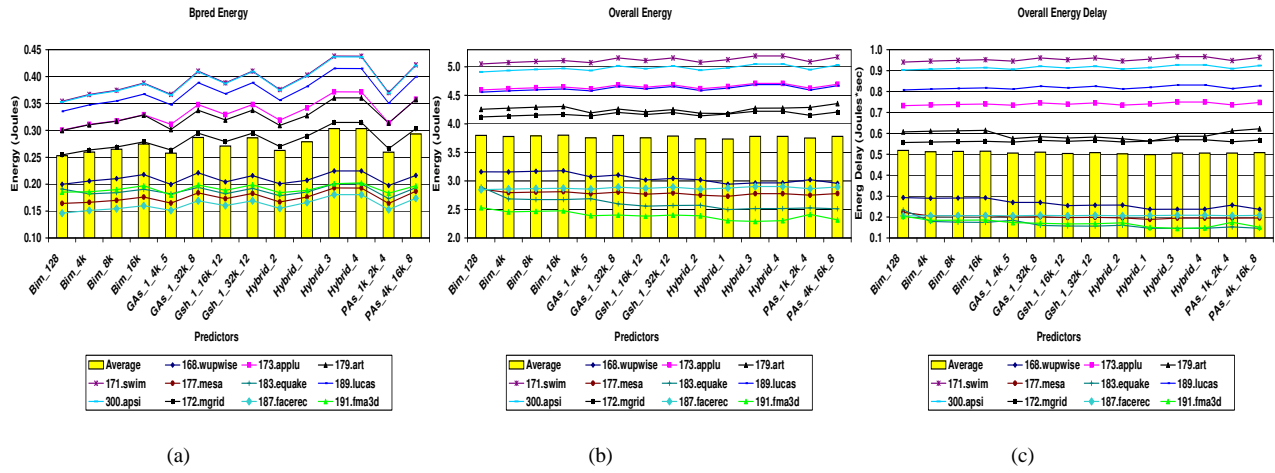 Bpred Energy
0.45
0.40
0.35
0.30
0.25
0.20
0.15
0.10
Energy (Joules)
Bim_128
Bim_4k
Bim_8k
Bim_16k
GAs_1_4k_5
GAs_1_32k_8
Gsh_1_16k_12
Gsh_1_32k_12
Hybrid_2
Hybrid_1
Hybrid_3
Hybrid_4
PAs_1k_2k_4
PAs_4k_16k_8
Predictors
Average 168.wupwise 173.applu 179.art
171.swim 177.mesa 183.equake 189.lucas
300.apsi 172.mgrid 187.facerec 191.fma3d
(a)
Overall Energy
5.0
4.5
4.0
3.5
3.0
2.5
2.0
Energy (Joules)
Bim_128
Bim_4k
Bim_8k
Bim_16k
GAs_1_4k_5
GAs_1_32k_8
Gsh_1_16k_12
Gsh_1_32k_12
Hybrid_2
Hybrid_1
Hybrid_3
Hybrid_4
PAs_1k_2k_4
PAs_4k_16k_8
Predictors
Average 168.wupwise 173.applu 179.art
171.swim 177.mesa 183.equake 189.lucas
300.apsi 172.mgrid 187.facerec 191.fma3d
(b)
Overall Energy Delay
1.0
0.9
0.8
0.7
0.6
0.5
0.4
0.3
0.2
0.1
Energ Delay (Joules*sec)
Bim_128
Bim_4k
Bim_8k
Bim_16k
GAs_1_4k_5
GAs_1_32k_8
Gsh_1_16k_12
Gsh_1_32k_12
Hybrid_2
Hybrid_1
Hybrid_3
Hybrid_4
PAs_1k_2k_4
PAs_4k_16k_8
Predictors
Average 168.wupwise 173.applu 179.art
171.swim 177.mesa 183.equake 189.lucas
300.apsi 172.mgrid 187.facerec 191.fma3d
(c)